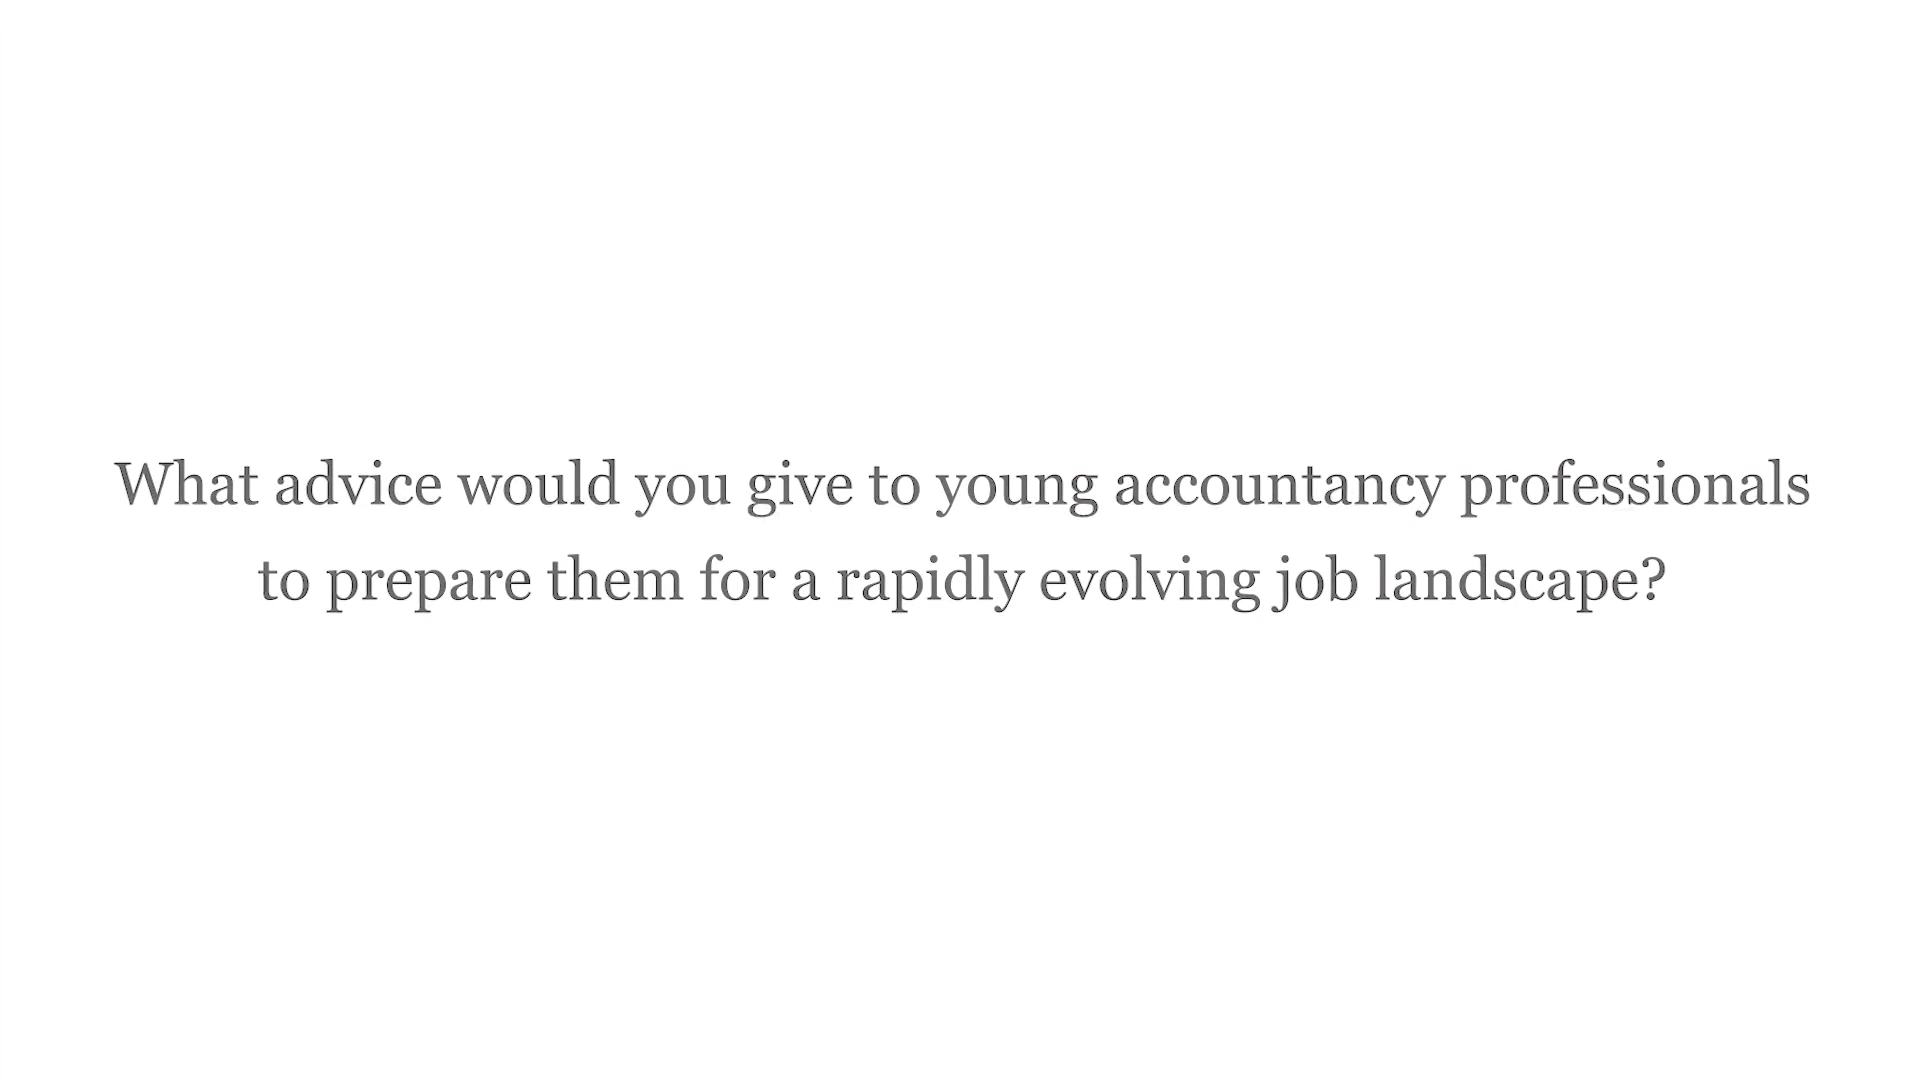 What advice would you give to young accountancy professionals
to prepare them for a rapidly evolving job landscape?